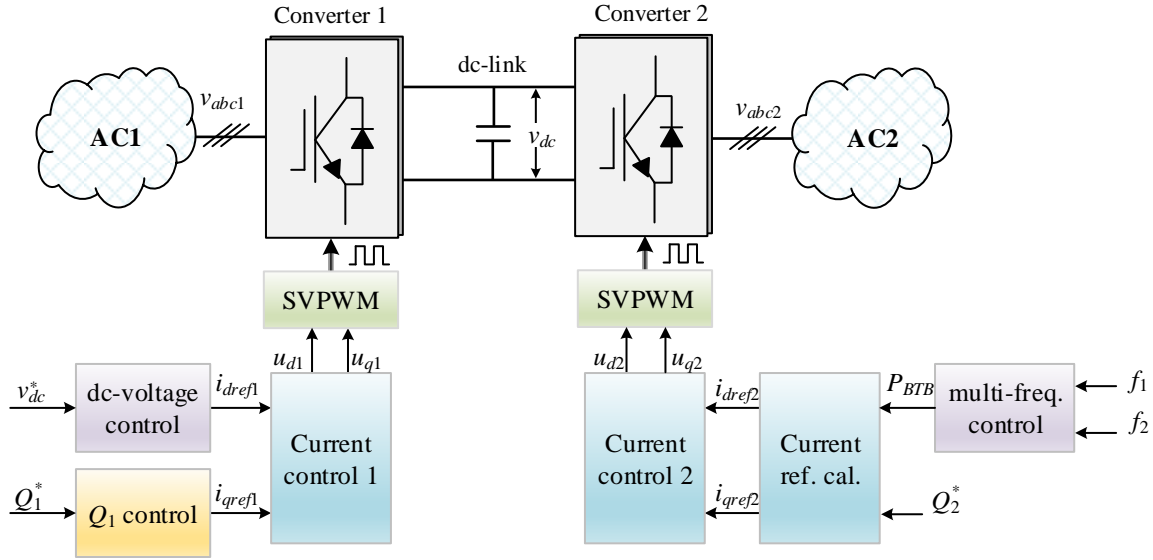 Converter 1
Converter 2
dc-link
v_abc1
v_abc2
AC1
v_dc
AC2
SVPWM
SVPWM
u_d1
u_q1
u_d2
u_q2
v*_dc
dc-voltage
control
i_dref1
Current
control 1
Q*_1
Q_1 control
i_qref1
Current
control 2
i_dref2
i_qref2
Current
ref. cal.
P_BTB
multi-freq.
control
f_1
f_2
Q*_2